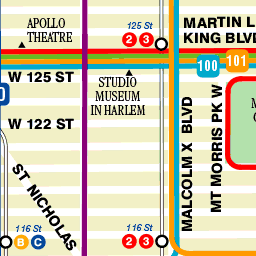 APOLLO
THEATRE
125 St
2 3
MARTIN L
KING BLVD
W 125 ST
STUDIO
MUSEUM
IN HARLEM
100
101
W 122 ST
MALCOLM X BLVD
MT MORRIS PK W
ST NICHOLAS
116 St
B C
116 St
2 3